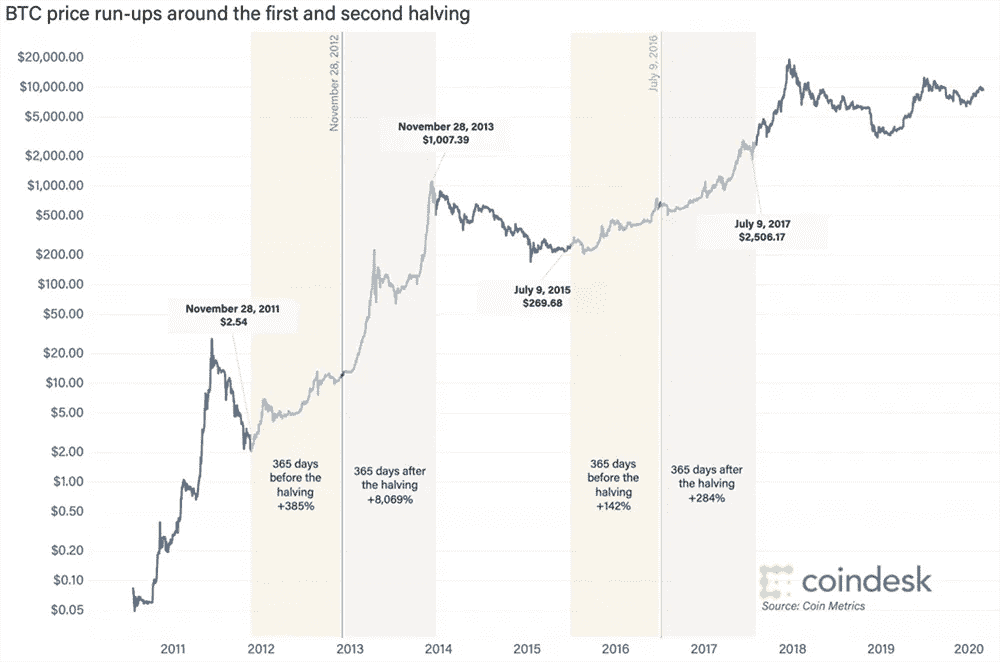 BTC price run-ups around the first and second halving
$20,000.00
$10,000.00
$5,000.00
$2,000.00
$1,000.00
$500.00
$200.00
$100.00
$50.00
$20.00
$10.00
$5.00
$2.00
$1.00
$0.50
$0.20
$0.10
$0.05
November 28, 2012
July 9, 2016
November 28, 2013
$1,007.39
July 9, 2017
$2,506.17
July 9, 2015
$269.68
November 28, 2011
$2.54
365 days
before the
halving
+385%
365 days after
the halving
+8,069%
365 days
before the
halving
+142%
365 days after
the halving
+284%
coindesk
Source: Coin Metrics
2011
2012
2013
2014
2015
2016
2017
2018
2019
2020